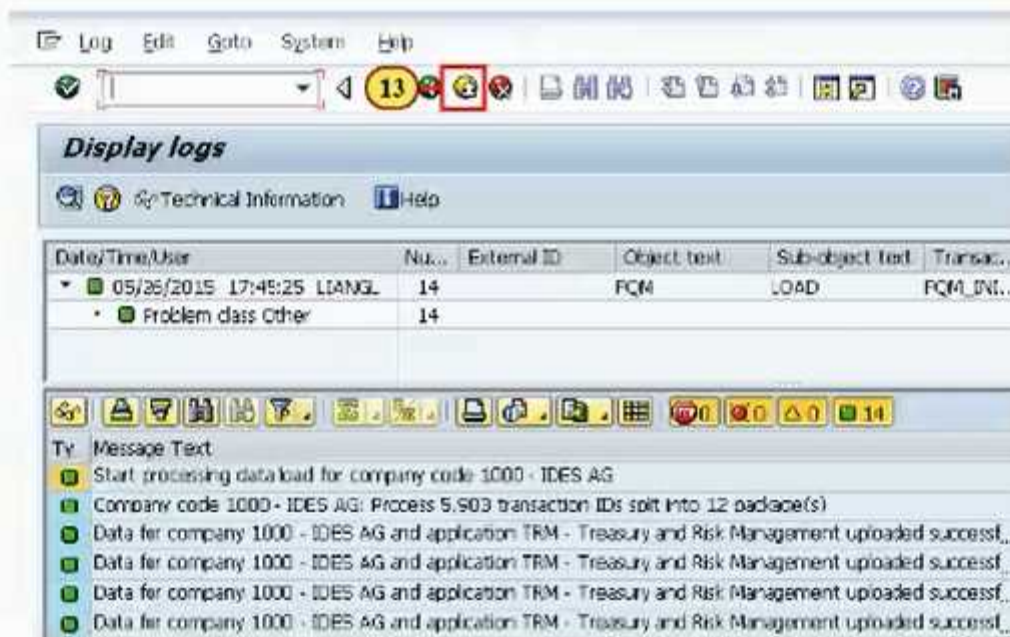 Log Edit Goto System Help
13
Display logs
Technical Information Help
Date/Time/User Nu... External ID Object text Sub-object text Transac..
05/26/2015 17:45:25 LIANGL 14 FQM LOAD FQM_INI..
Problem class Other 14
0 0 0 14
Ty Message Text
Start processing data load for company code 1000 - IDES AG
Company code 1000 - IDES AG: Process 5.903 transaction IDs split into 12 package(s)
Data for company 1000 - IDES AG and application TRM - Treasury and Risk Management uploaded successf..
Data for company 1000 - IDES AG and application TRM - Treasury and Risk Management uploaded successf..
Data for company 1000 - IDES AG and application TRM - Treasury and Risk Management uploaded successf..
Data for company 1000 - IDES AG and application TRM - Treasury and Risk Management uploaded successf..